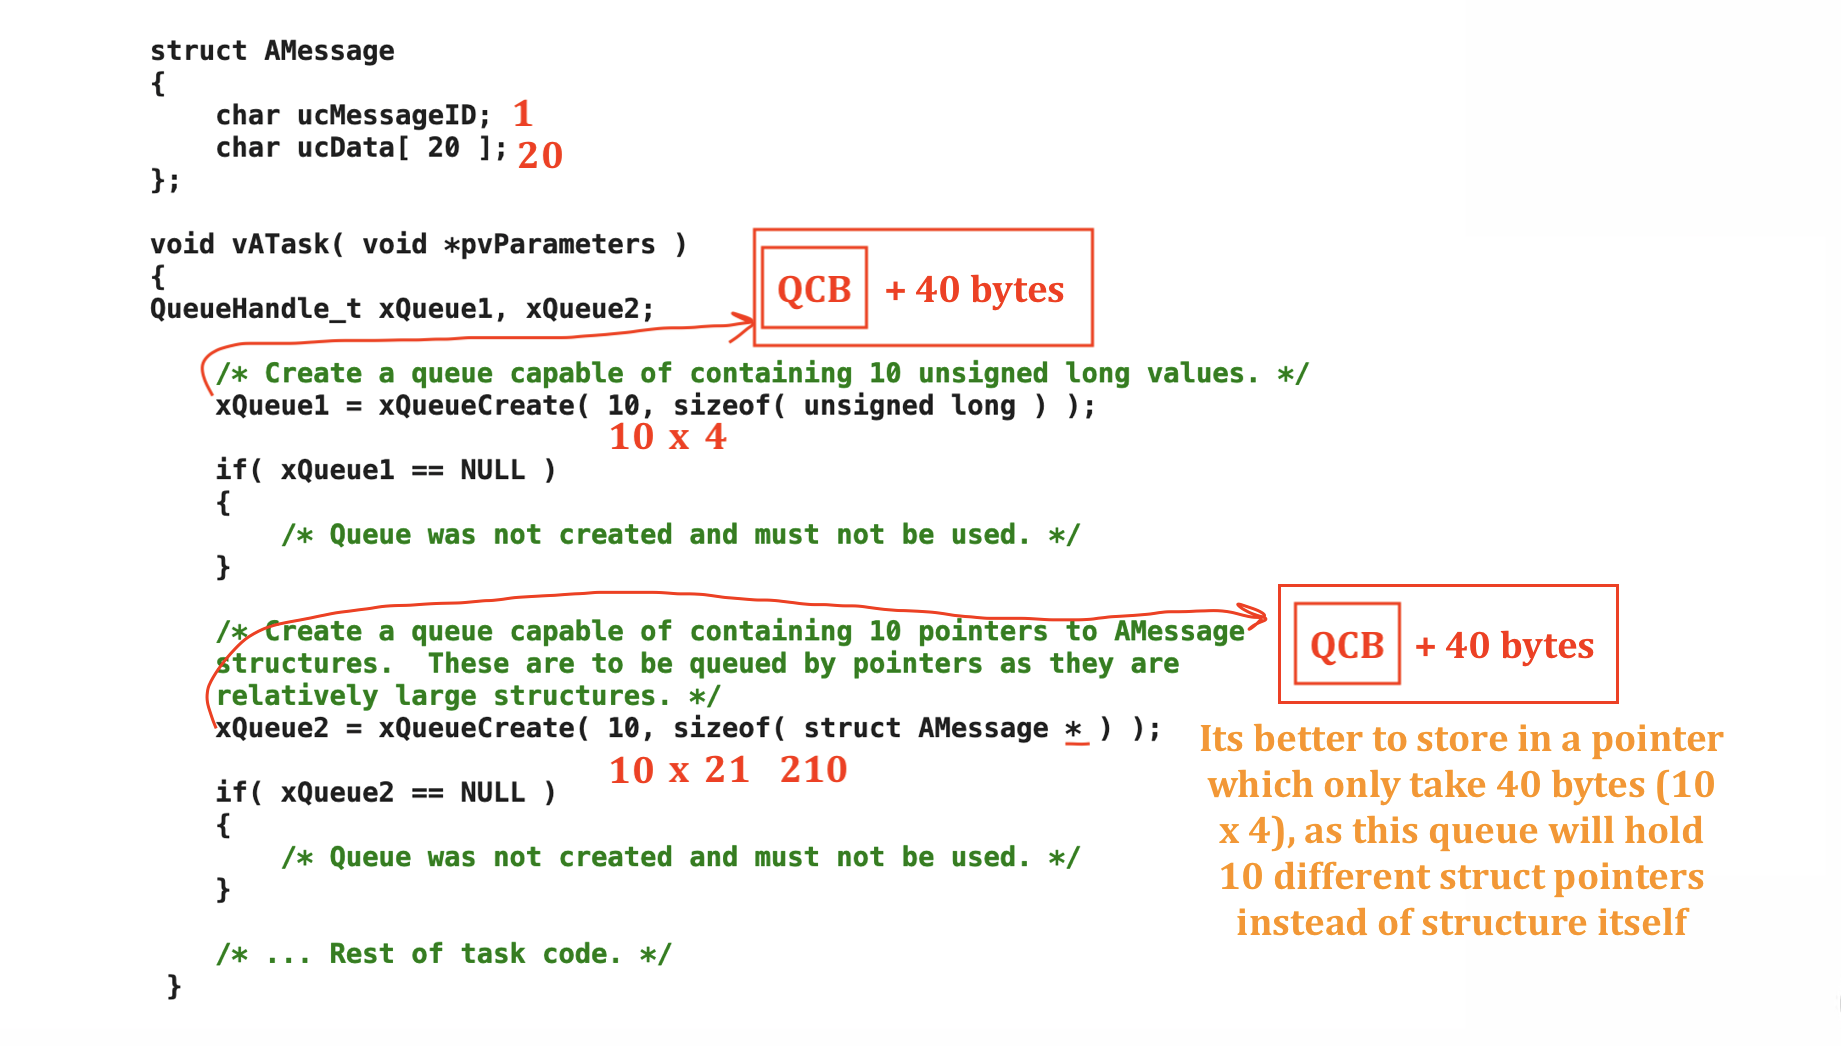 struct AMessage
{
char ucMessageID; 1
char ucData[ 20 ]; 20
};
void vATask( void *pvParameters )
{
QueueHandle_t xQueue1, xQueue2;
QCB + 40 bytes
/* Create a queue capable of containing 10 unsigned long values. */
xQueue1 = xQueueCreate( 10, sizeof( unsigned long ) );
10 x 4
if( xQueue1 == NULL )
{
/* Queue was not created and must not be used. */
}
/* Create a queue capable of containing 10 pointers to AMessage
structures.  These are to be queued by pointers as they are
relatively large structures. */
QCB + 40 bytes
xQueue2 = xQueueCreate( 10, sizeof( struct AMessage * ) );
10 x 21 210
if( xQueue2 == NULL )
{
/* Queue was not created and must not be used. */
}
/* ... Rest of task code. */
}
Its better to store in a pointer
which only take 40 bytes (10
x 4), as this queue will hold
10 different struct pointers
instead of structure itself